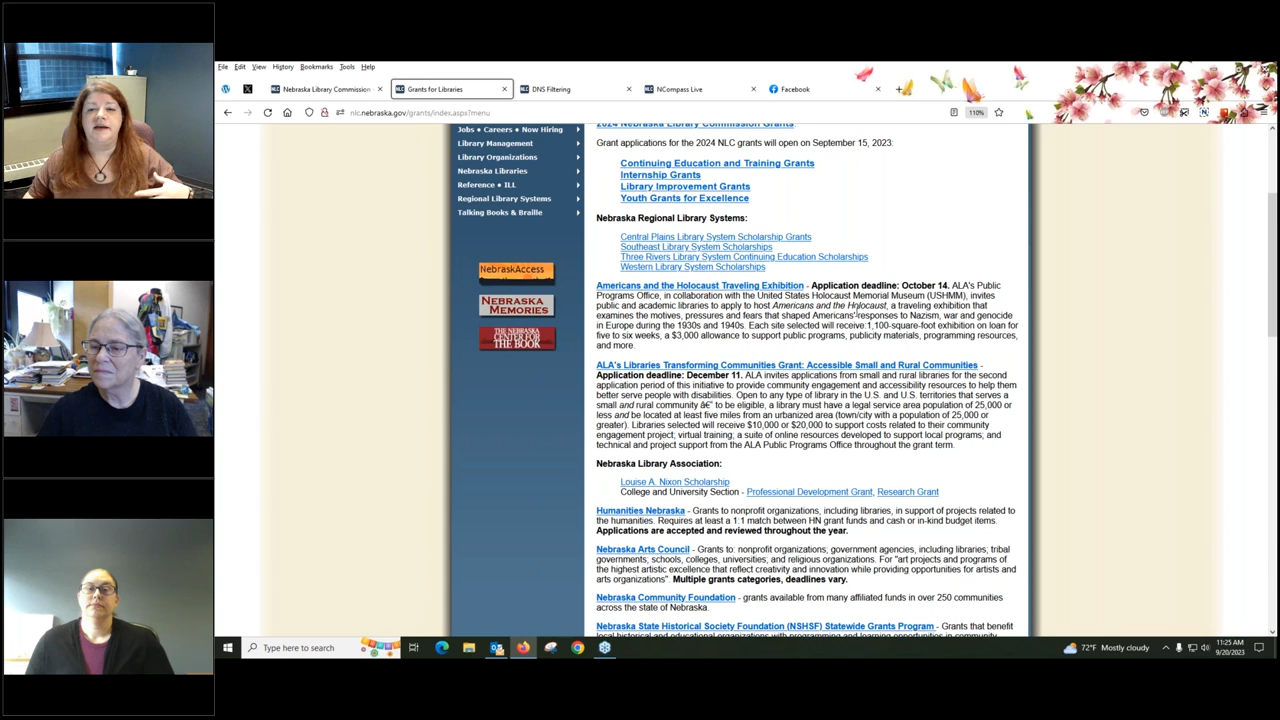 File Edit View History Bookmarks Tools Help
Nebraska Library Commission
Grants for Libraries
DNS Filtering
NCompass Live
Facebook
nlc.nebraska.gov/grants/index.aspx?menu
110%
Jobs • Careers • Now Hiring
Library Management
Library Organizations
Nebraska Libraries
Reference • ILL
Regional Library Systems
Talking Books & Braille
NebraskAccess
NEBRASKA
MEMORIES
THE NEBRASKA
CENTER FOR
THE BOOK
2024 Nebraska Library Commission Grants
Grant applications for the 2024 NLC grants will open on September 15, 2023:
Continuing Education and Training Grants
Internship Grants
Library Improvement Grants
Youth Grants for Excellence
Nebraska Regional Library Systems:
Central Plains Library System Scholarship Grants
Southeast Library System Scholarships
Three Rivers Library System Continuing Education Scholarships
Western Library System Scholarships
Americans and the Holocaust Traveling Exhibition - Application deadline: October 14. ALA's Public
Programs Office, in collaboration with the United States Holocaust Memorial Museum (USHMM), invites
public and academic libraries to apply to host Americans and the Holocaust, a traveling exhibition that
examines the motives, pressures and fears that shaped Americans' responses to Nazism, war and genocide
in Europe during the 1930s and 1940s. Each site selected will receive:1,100-square-foot exhibition on loan for
five to six weeks, a $3,000 allowance to support public programs, publicity materials, programming resources,
and more.
ALA's Libraries Transforming Communities Grant: Accessible Small and Rural Communities -
Application deadline: December 11. ALA invites applications from small and rural libraries for the second
application period of this initiative to provide community engagement and accessibility resources to help them
better serve people with disabilities. Open to any type of library in the U.S. and U.S. territories that serves a
small and rural community â€" to be eligible, a library must have a legal service area population of 25,000 or
less and be located at least five miles from an urbanized area (town/city with a population of 25,000 or
greater). Libraries selected will receive $10,000 or $20,000 to support costs related to their community
engagement project; virtual training; a suite of online resources developed to support local programs; and
technical and project support from the ALA Public Programs Office throughout the grant term.
Nebraska Library Association:
Louise A. Nixon Scholarship
College and University Section - Professional Development Grant, Research Grant
Humanities Nebraska - Grants to nonprofit organizations, including libraries, in support of projects related to
the humanities. Requires at least a 1:1 match between HN grant funds and cash or in-kind budget items.
Applications are accepted and reviewed throughout the year.
Nebraska Arts Council - Grants to: nonprofit organizations; government agencies, including libraries; tribal
governments; schools, colleges, universities; and religious organizations. For "art projects and programs of
the highest artistic excellence that reflect creativity and innovation while providing opportunities for artists and
arts organizations". Multiple grants categories, deadlines vary.
Nebraska Community Foundation - grants available from many affiliated funds in over 250 communities
across the state of Nebraska.
Nebraska State Historical Society Foundation (NSHSF) Statewide Grants Program - Grants that benefit
local historical and educational organizations with programming and learning opportunities in community
Type here to search
72°F Mostly cloudy
11:25 AM
9/20/2023